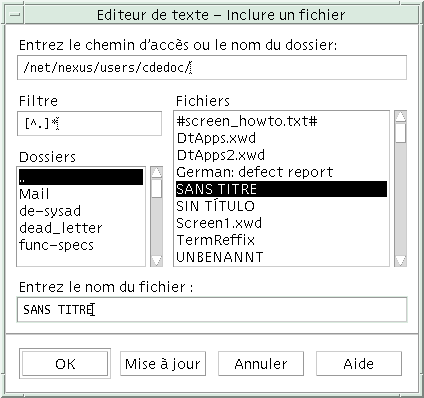 Editeur de texte – Inclure un fichier
Entrez le chemin d'accès ou le nom du dossier:
/net/nexus/users/cdedoc/
Filtre
[^.]*
Fichiers
#screen_howto.txt#
DtApps.xwd
DtApps2.xwd
German: defect report
SANS TITRE
SIN TÍTULO
Screen1.xwd
TermReffix
UNBENANNT
Dossiers
..
Mail
de-sysad
dead_letter
func-specs
Entrez le nom du fichier :
SANS TITRE
OK
Mise à jour
Annuler
Aide